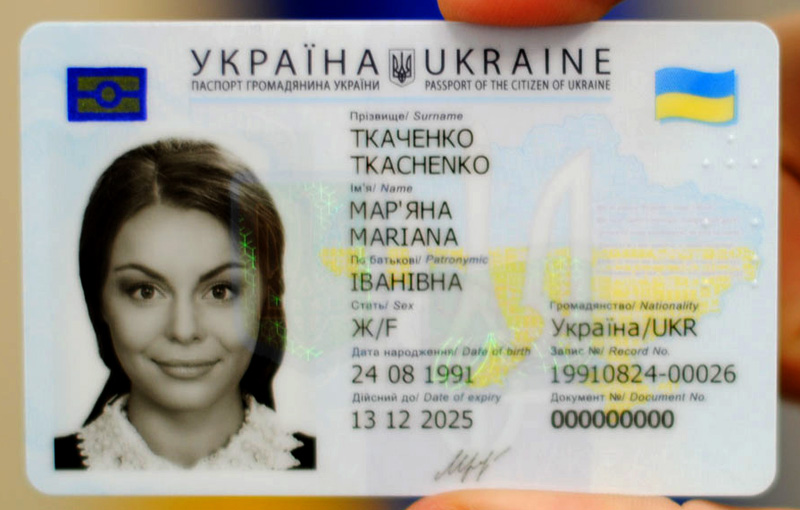 УКРАЇНА UKRAINE
ПАСПОРТ ГРОМАДЯНИНА УКРАЇНИ PASSPORT OF THE CITIZEN OF UKRAINE
Прізвище/ Surname
ТКАЧЕНКО
TKACHENKO
Ім'я/ Name
МАР'ЯНА
MARIANA
По батькові/ Patronymic
ІВАНІВНА
Стать/ Sex Громадянство/ Nationality
Ж/F Україна/UKR
Дата народження/ Date of birth Запис №/ Record No.
24 08 1991 19910824-00026
Дійсний до/ Date of expiry Документ №/ Document No.
13 12 2025 000000000